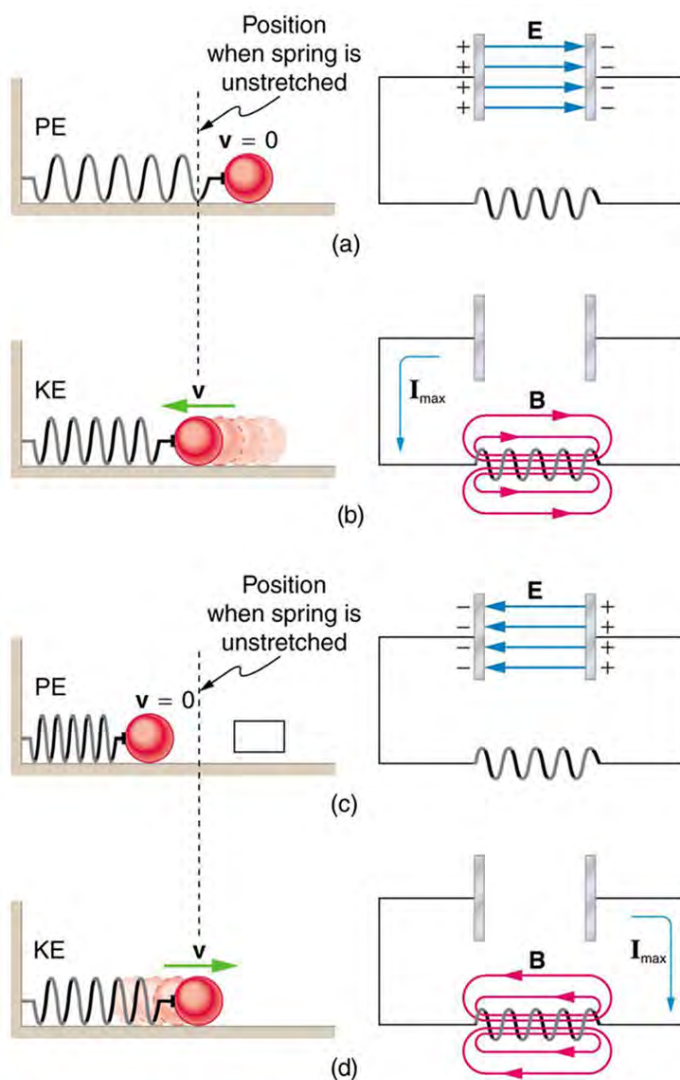 Position
when spring is
unstretched
PE
v = 0
E
+ −
+ −
+ −
+ −
(a)
KE
v
I max
B
(b)
Position
when spring is
unstretched
PE
v = 0
E
− +
− +
− +
− +
(c)
KE
v
I max
B
(d)